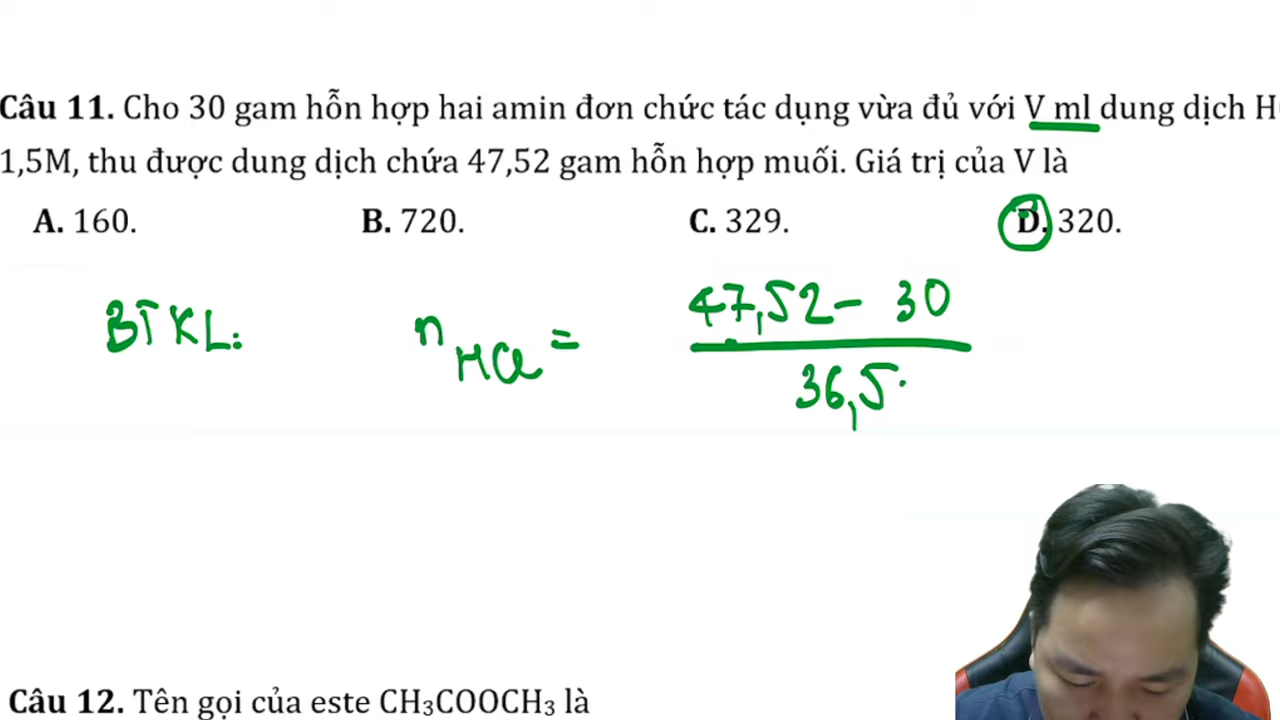 Câu 11. Cho 30 gam hỗn hợp hai amin đơn chức tác dụng vừa đủ với V ml dung dịch
1,5M, thu được dung dịch chứa 47,52 gam hỗn hợp muối. Giá trị của V là
A. 160. B. 720. C. 329. D. 320.
BTKL: n HCl = 47,52 - 30
36,5
Câu 12. Tên gọi của este CH₃COOCH₃ là